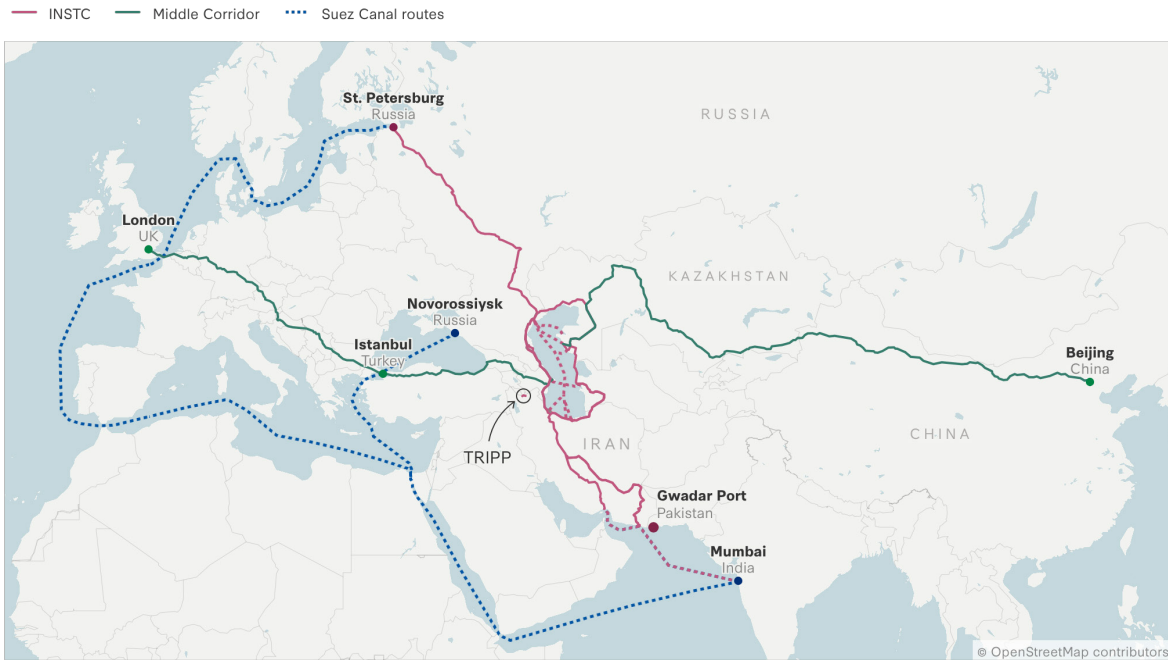 INSTC
Middle Corridor
Suez Canal routes
St. Petersburg
Russia
RUSSIA
London
UK
KAZAKHSTAN
Novorossiysk
Russia
Istanbul
Turkey
Beijing
China
TRIPP
IRAN
CHINA
Gwadar Port
Pakistan
Mumbai
India
© OpenStreetMap contributors